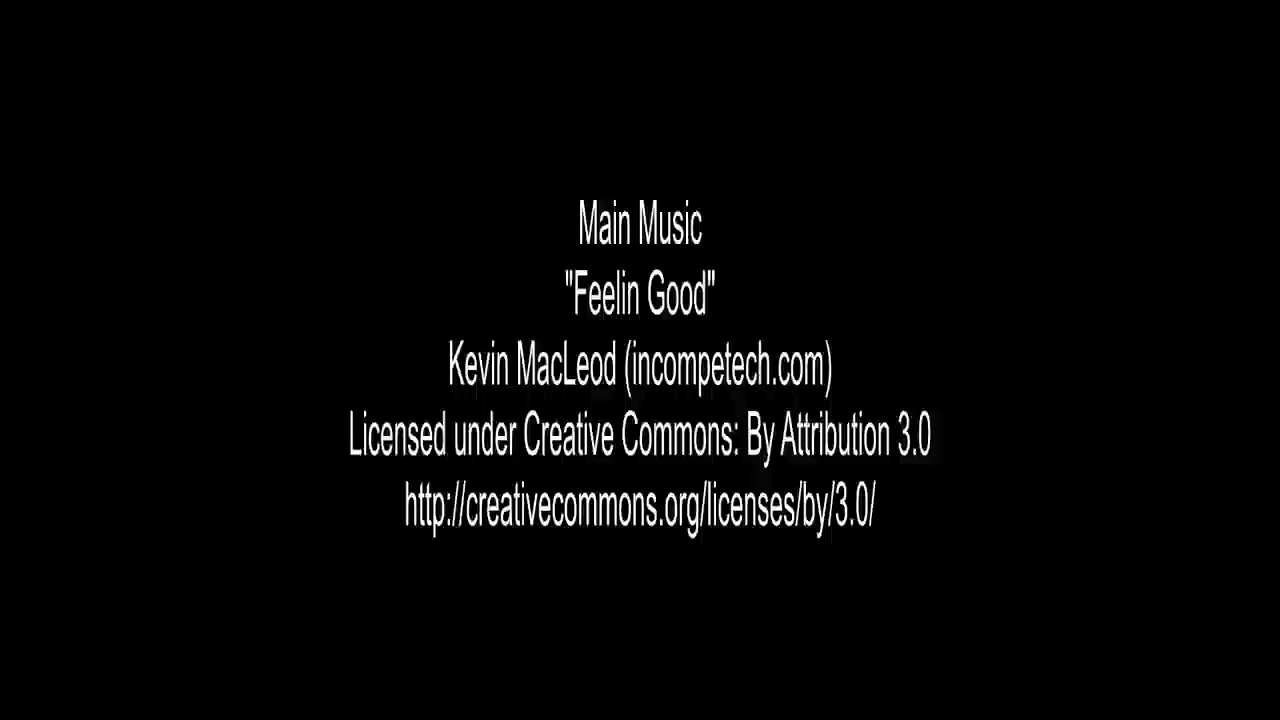 Main Music
"Feelin Good"
Kevin MacLeod (incompetech.com)
Licensed under Creative Commons: By Attribution 3.0
http://creativecommons.org/licenses/by/3.0/